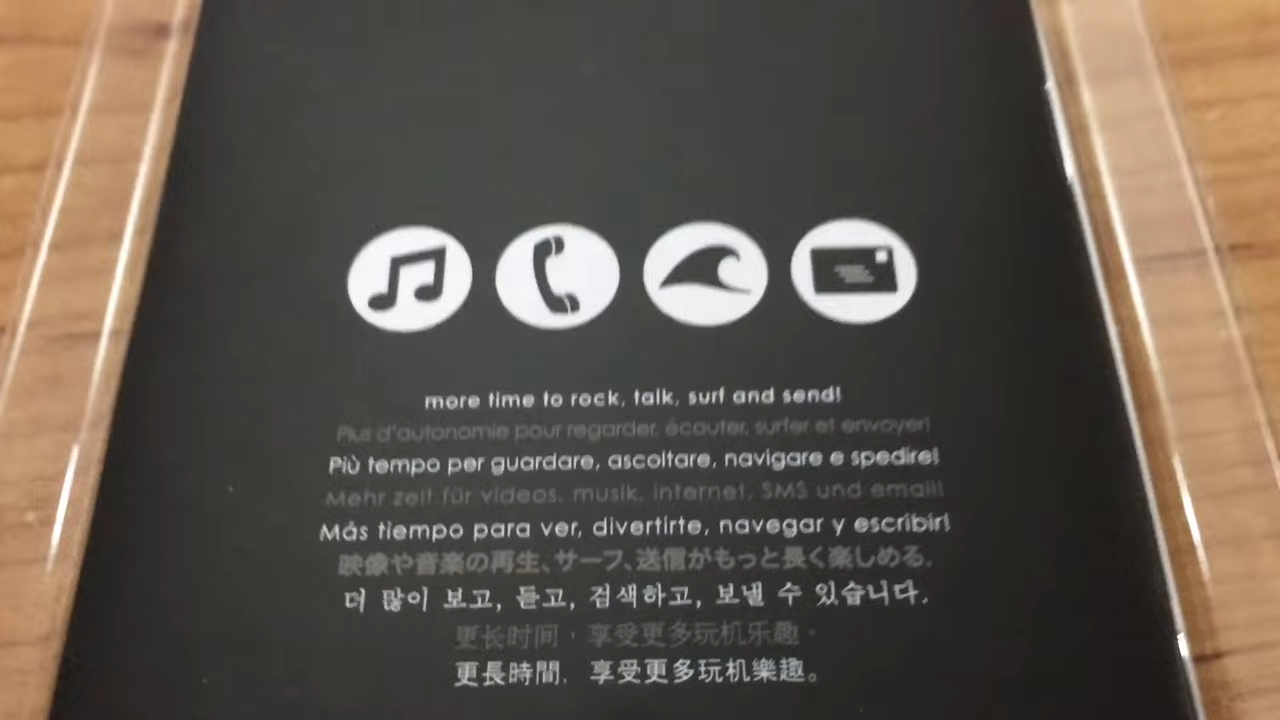 more time to rock, talk, surf and send!
Plus d'autonomie pour regarder, écouter, surfer et envoyer!
Più tempo per guardare, ascoltare, navigare e spedire!
Mehr zeit für videos, musik, internet, SMS und email!
Más tiempo para ver, divertirte, navegar y escribir!
映像や音楽の再生、サーフ、送信がもっと長く楽しめる.
더 많이 보고, 듣고, 검색하고, 보낼 수 있습니다.
更长时间，享受更多玩机乐趣。
更長時間，享受更多玩机樂趣。